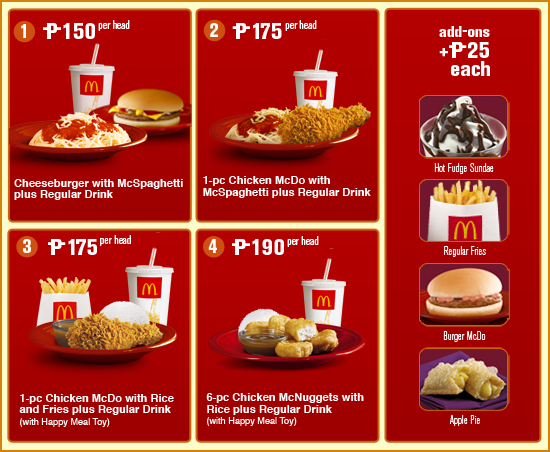 1 ₱150 per head
Cheeseburger with McSpaghetti
plus Regular Drink
2 ₱175 per head
1-pc Chicken McDo with
McSpaghetti plus Regular Drink
3 ₱175 per head
1-pc Chicken McDo with Rice
and Fries plus Regular Drink
(with Happy Meal Toy)
4 ₱190 per head
6-pc Chicken McNuggets with
Rice plus Regular Drink
(with Happy Meal Toy)
add-ons
+₱25
each
Hot Fudge Sundae
Regular Fries
Burger McDo
Apple Pie